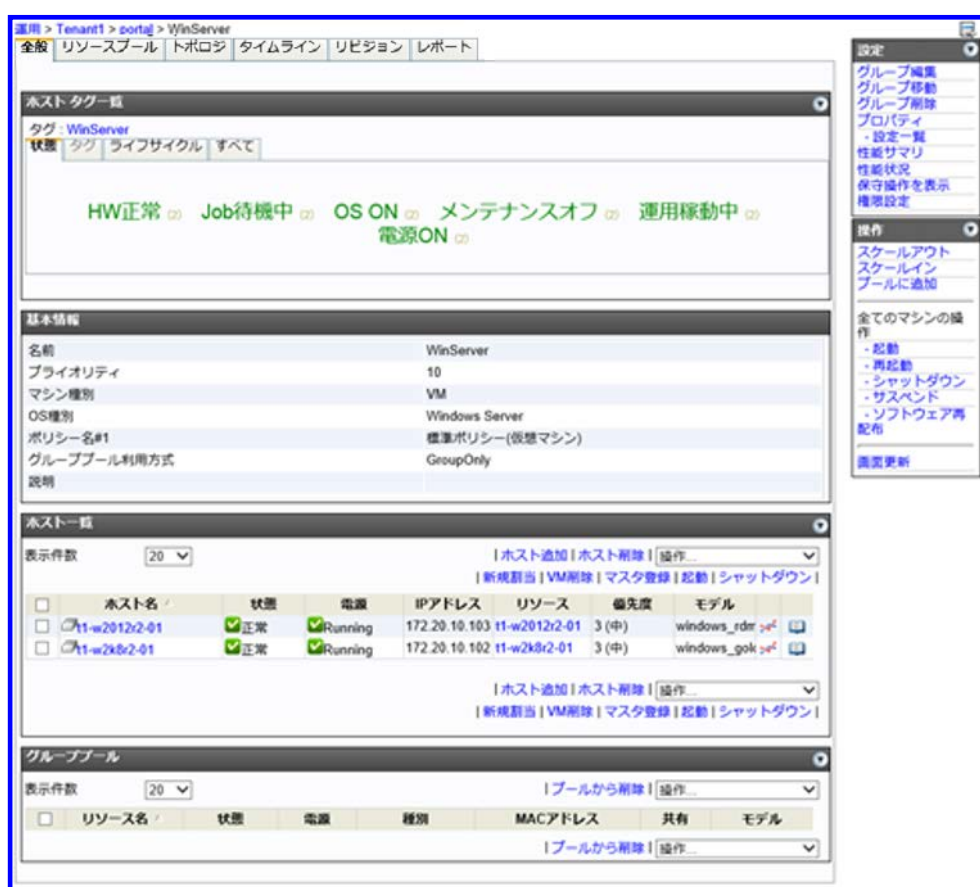 運用 > Tenant1 > portal > WinServer
全般 リソースプール トポロジ タイムライン リビジョン レポート
ホスト タグ一覧
タグ : WinServer
状態 タグ ライフサイクル すべて
HW正常 (2) Job待機中 (2) OS ON (2) メンテナンスオフ (2) 運用稼動中 (2)
電源ON (2)
基本情報
名前 WinServer
プライオリティ 10
マシン種別 VM
OS種別 Windows Server
ポリシー名#1 標準ポリシー(仮想マシン)
グループプール利用方式 GroupOnly
説明
ホスト一覧
表示件数 20 | ホスト追加 | ホスト削除 | 操作...
| 新規割当 | VM削除 | マスタ登録 | 起動 | シャットダウン |
ホスト名 / 状態 電源 IPアドレス リソース 優先度 モデル
t1-w2012r2-01 正常 Running 172.20.10.103 t1-w2012r2-01 3 (中) windows_rdm
t1-w2k8r2-01 正常 Running 172.20.10.102 t1-w2k8r2-01 3 (中) windows_gok
| ホスト追加 | ホスト削除 | 操作...
| 新規割当 | VM削除 | マスタ登録 | 起動 | シャットダウン |
グループプール
表示件数 20 | プールから削除 | 操作...
リソース名 / 状態 電源 種別 MACアドレス 共有 モデル
| プールから削除 | 操作...
設定
グループ編集
グループ移動
グループ削除
プロパティ
- 設定一覧
性能サマリ
性能状況
保守操作を表示
権限設定
操作
スケールアウト
スケールイン
プールに追加
全てのマシンの操
作
- 起動
- 再起動
- シャットダウン
- サスペンド
- ソフトウェア再
配布
画面更新